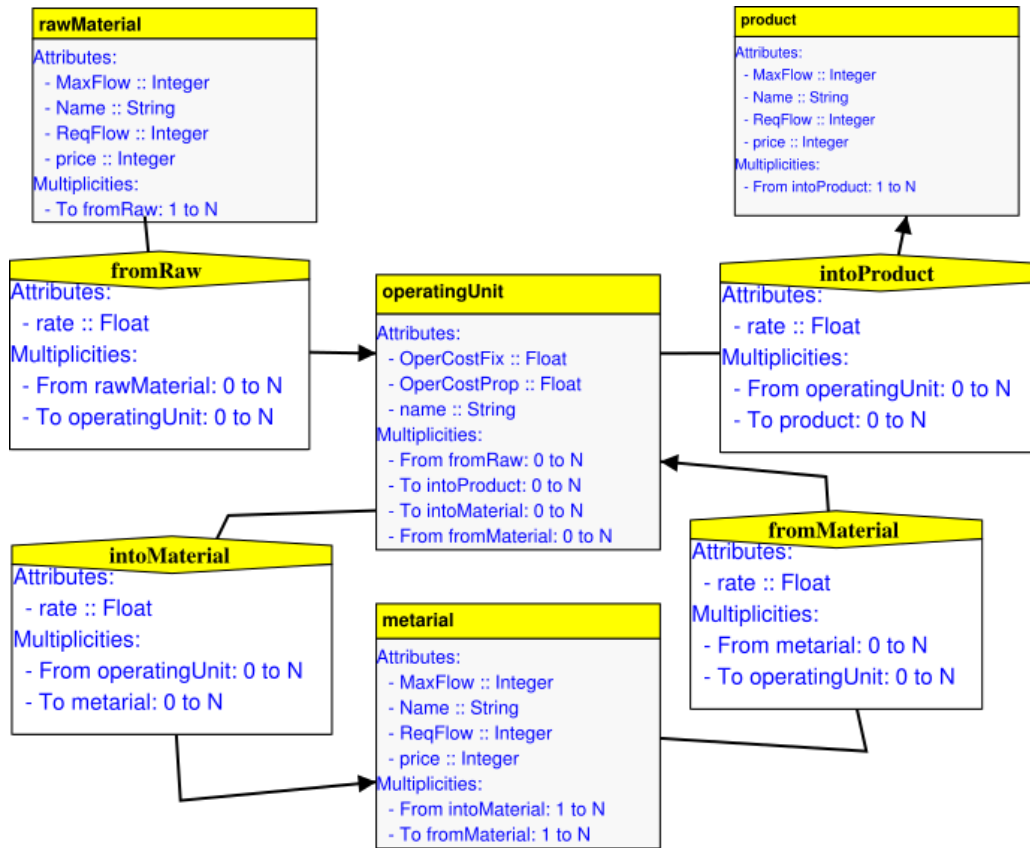 rawMaterial
Attributes:
- MaxFlow :: Integer
- Name :: String
- ReqFlow :: Integer
- price :: Integer
Multiplicities:
- To fromRaw: 1 to N
product
Attributes:
- MaxFlow :: Integer
- Name :: String
- ReqFlow :: Integer
- price :: Integer
Multiplicities:
- From intoProduct: 1 to N
fromRaw
Attributes:
- rate :: Float
Multiplicities:
- From rawMaterial: 0 to N
- To operatingUnit: 0 to N
operatingUnit
Attributes:
- OperCostFix :: Float
- OperCostProp :: Float
- name :: String
Multiplicities:
- From fromRaw: 0 to N
- To intoProduct: 0 to N
- To intoMaterial: 0 to N
- From fromMaterial: 0 to N
intoProduct
Attributes:
- rate :: Float
Multiplicities:
- From operatingUnit: 0 to N
- To product: 0 to N
intoMaterial
Attributes:
- rate :: Float
Multiplicities:
- From operatingUnit: 0 to N
- To metarial: 0 to N
metarial
Attributes:
- MaxFlow :: Integer
- Name :: String
- ReqFlow :: Integer
- price :: Integer
Multiplicities:
- From intoMaterial: 1 to N
- To fromMaterial: 1 to N
fromMaterial
Attributes:
- rate :: Float
Multiplicities:
- From metarial: 0 to N
- To operatingUnit: 0 to N